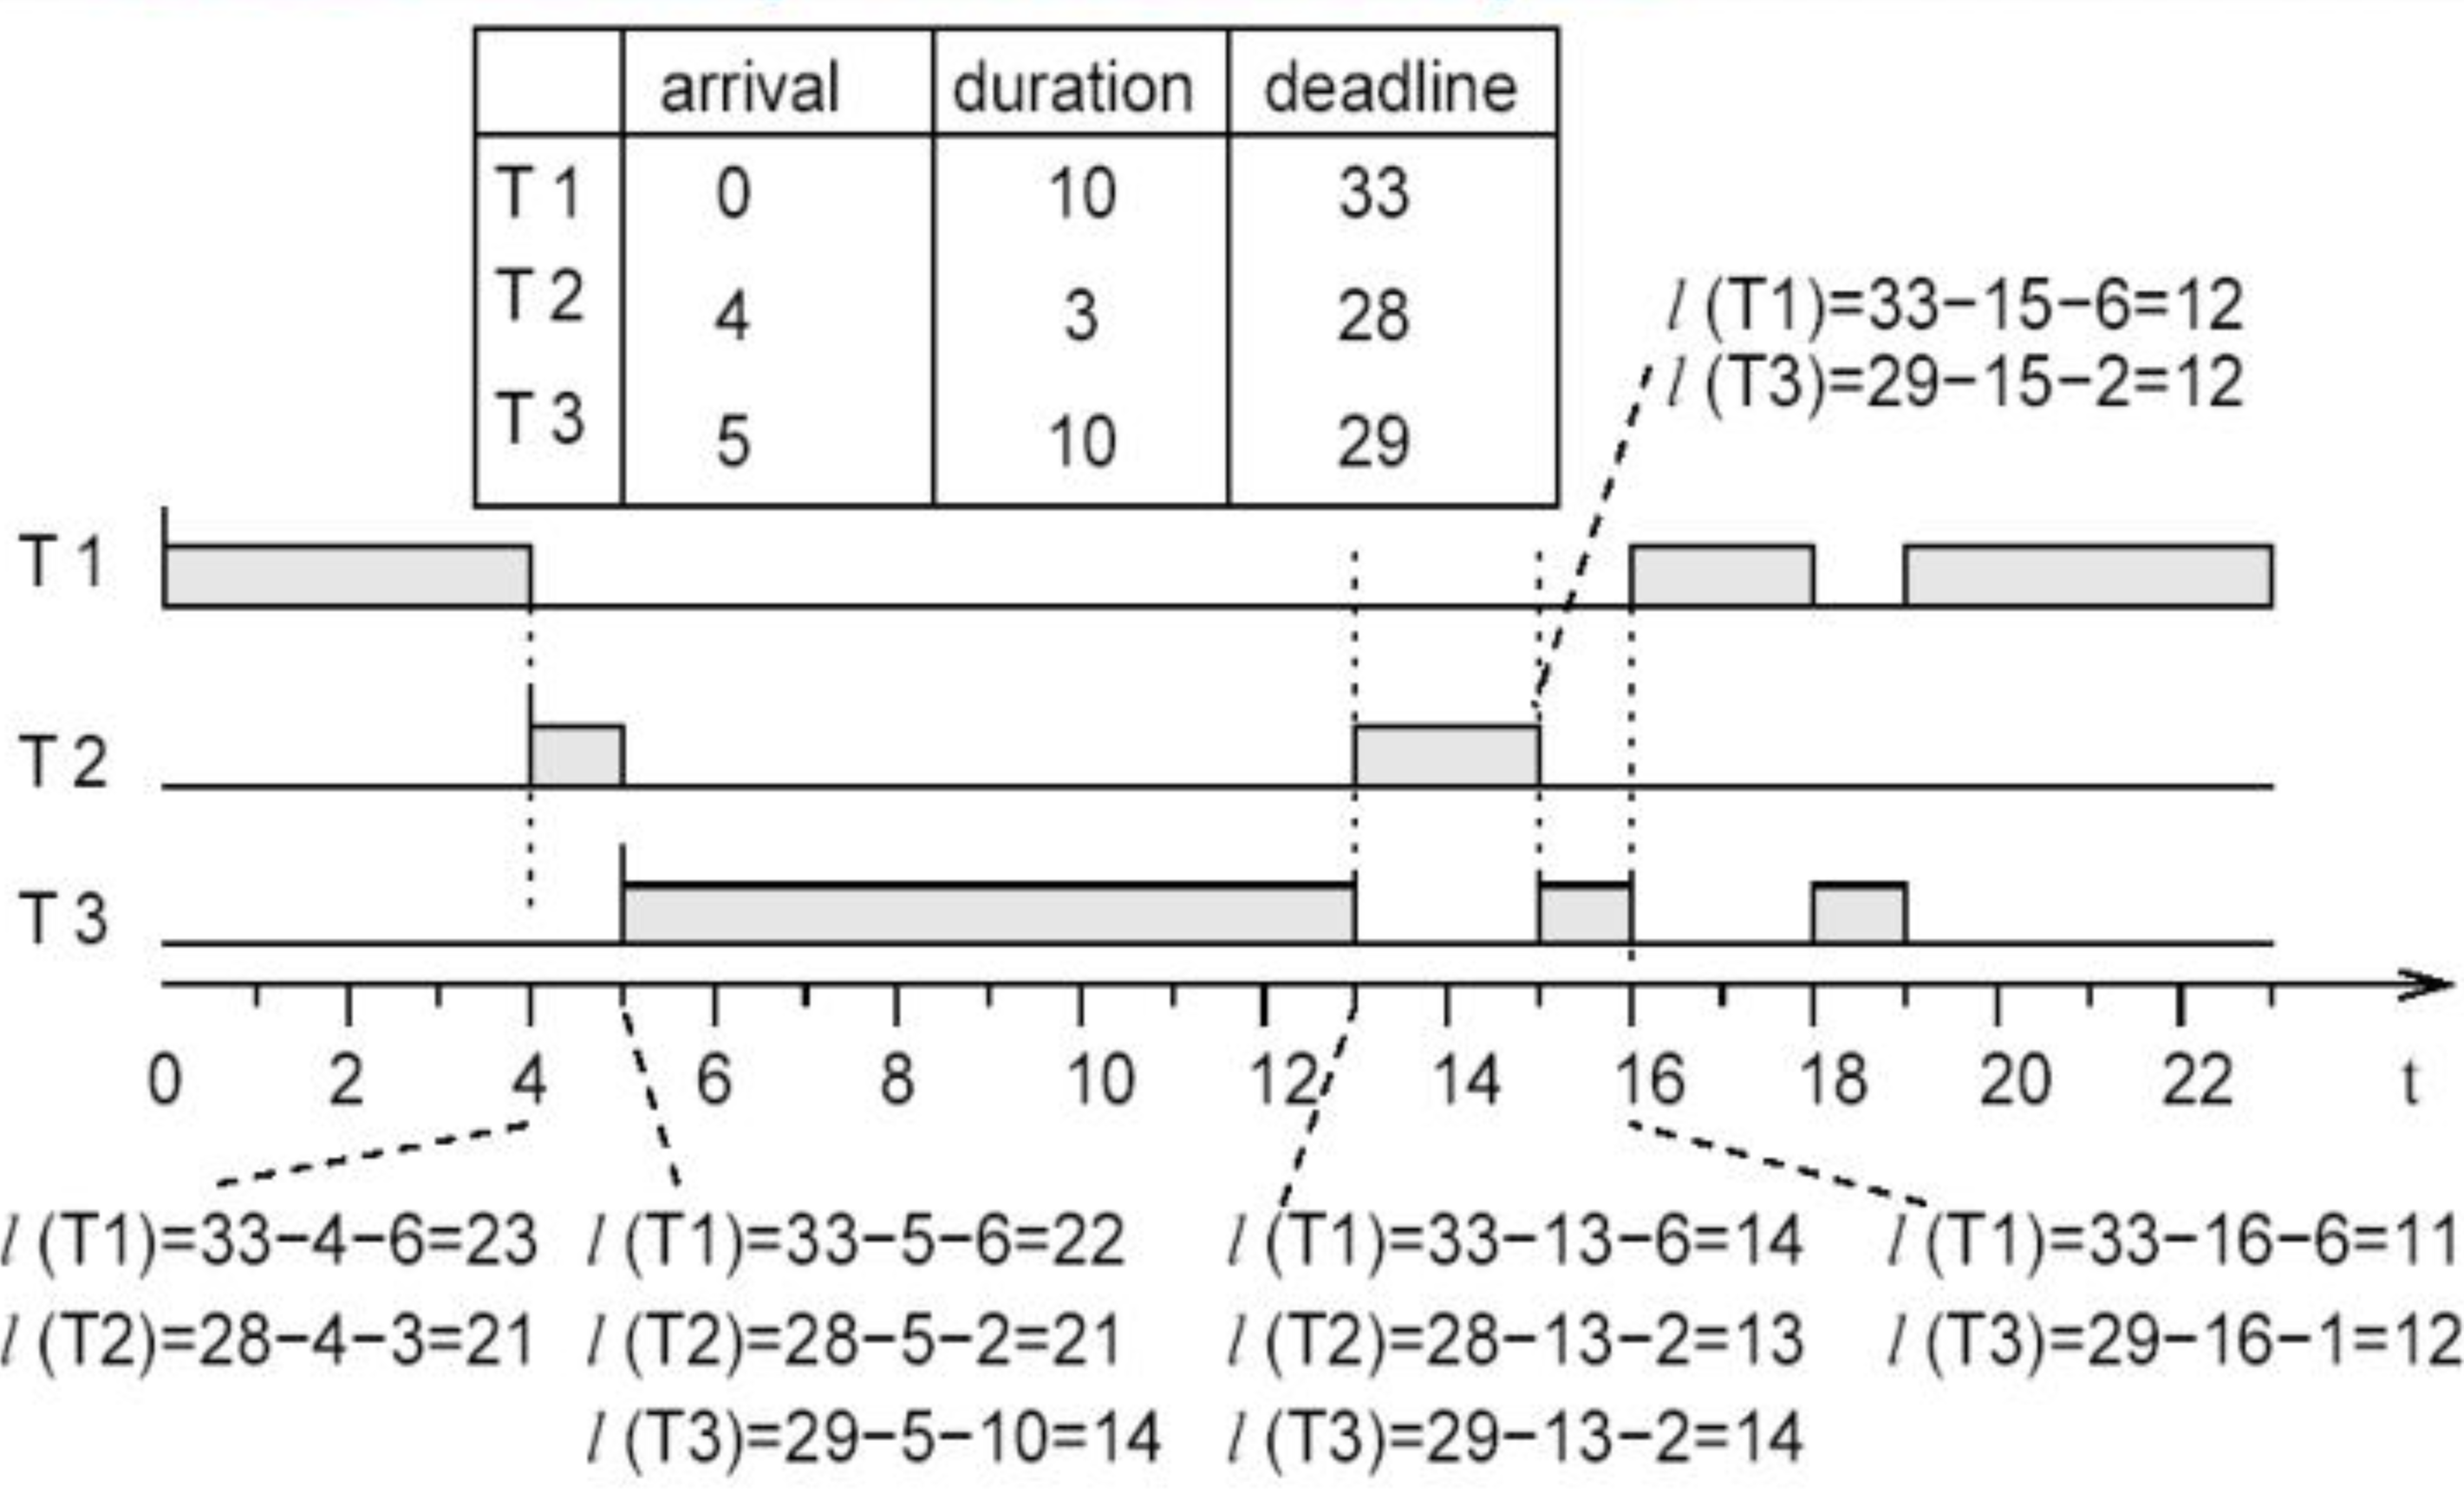 arrival duration deadline
T 1 0 10 33
T 2 4 3 28
T 3 5 10 29
l (T1)=33−15−6=12
l (T3)=29−15−2=12
T 1
T 2
T 3
0 2 4 6 8 10 12 14 16 18 20 22 t
l (T1)=33−4−6=23 l (T1)=33−5−6=22 l (T1)=33−13−6=14 l (T1)=33−16−6=11
l (T2)=28−4−3=21 l (T2)=28−5−2=21 l (T2)=28−13−2=13 l (T3)=29−16−1=12
l (T3)=29−5−10=14 l (T3)=29−13−2=14